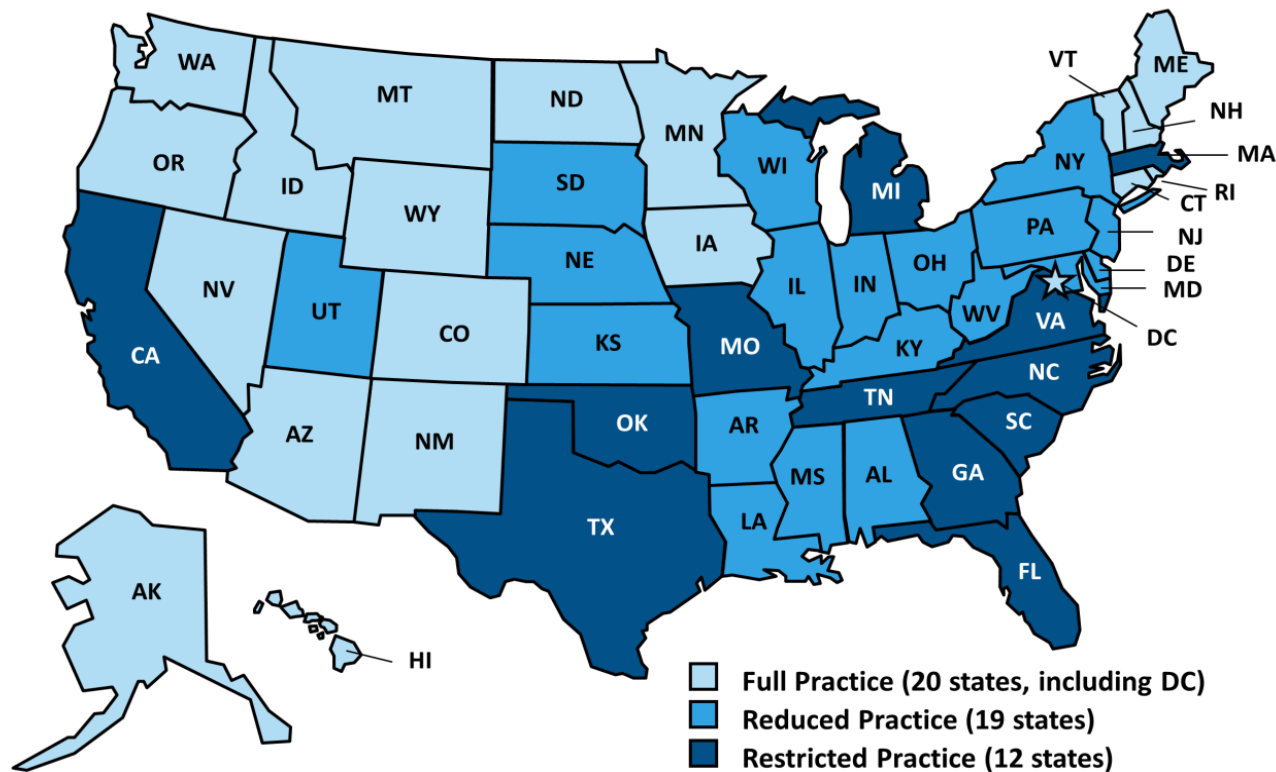 WA
MT
ND
MN
VT
ME
NH
OR
ID
SD
WI
MI
NY
MA
WY
RI
CT
IA
PA
NJ
NE
NV
UT
CO
IL
IN
OH
DE
MD
WV
VA
DC
CA
KS
MO
KY
NC
TN
AZ
NM
OK
AR
SC
MS
AL
GA
TX
LA
FL
AK
HI
Full Practice (20 states, including DC)
Reduced Practice (19 states)
Restricted Practice (12 states)